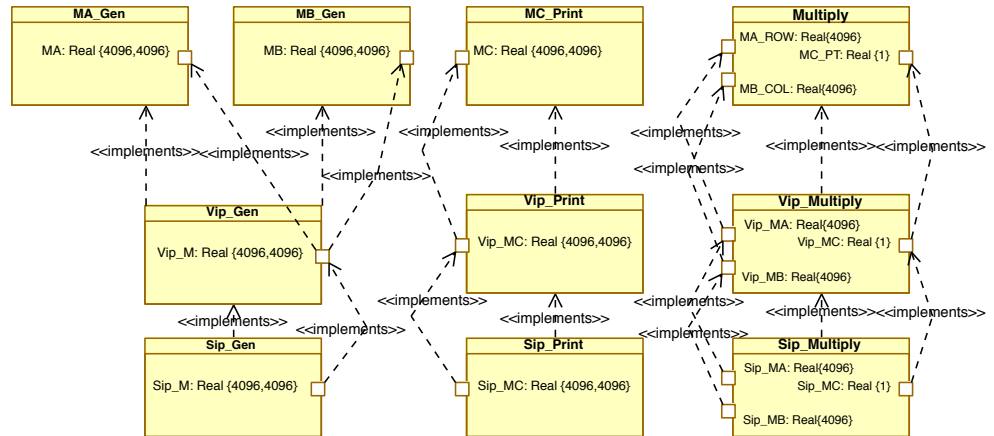 MA_Gen
MB_Gen
MC_Print
Multiply
MA: Real {4096,4096}
MB: Real {4096,4096}
MC: Real {4096,4096}
MA_ROW: Real{4096}
MC_PT: Real {1}
MB_COL: Real{4096}
<<implements>>
<<implements>>
<<implements>>
<<implements>>
<<implements>>
<<implements>>
<<implements>>
<<implements>>
<<implements>>
<<implements>>
Vip_Gen
Vip_Print
Vip_Multiply
Vip_M: Real {4096,4096}
Vip_MC: Real {4096,4096}
Vip_MA: Real{4096}
Vip_MC: Real {1}
Vip_MB: Real{4096}
<<implements>>
<<implements>>
<<implements>>
<<implements>>
<<implements>>
<<implements>>
<<implements>>
<<implements>>
Sip_Gen
Sip_Print
Sip_Multiply
Sip_M: Real {4096,4096}
Sip_MC: Real {4096,4096}
Sip_MA: Real{4096}
Sip_MC: Real {1}
Sip_MB: Real{4096}